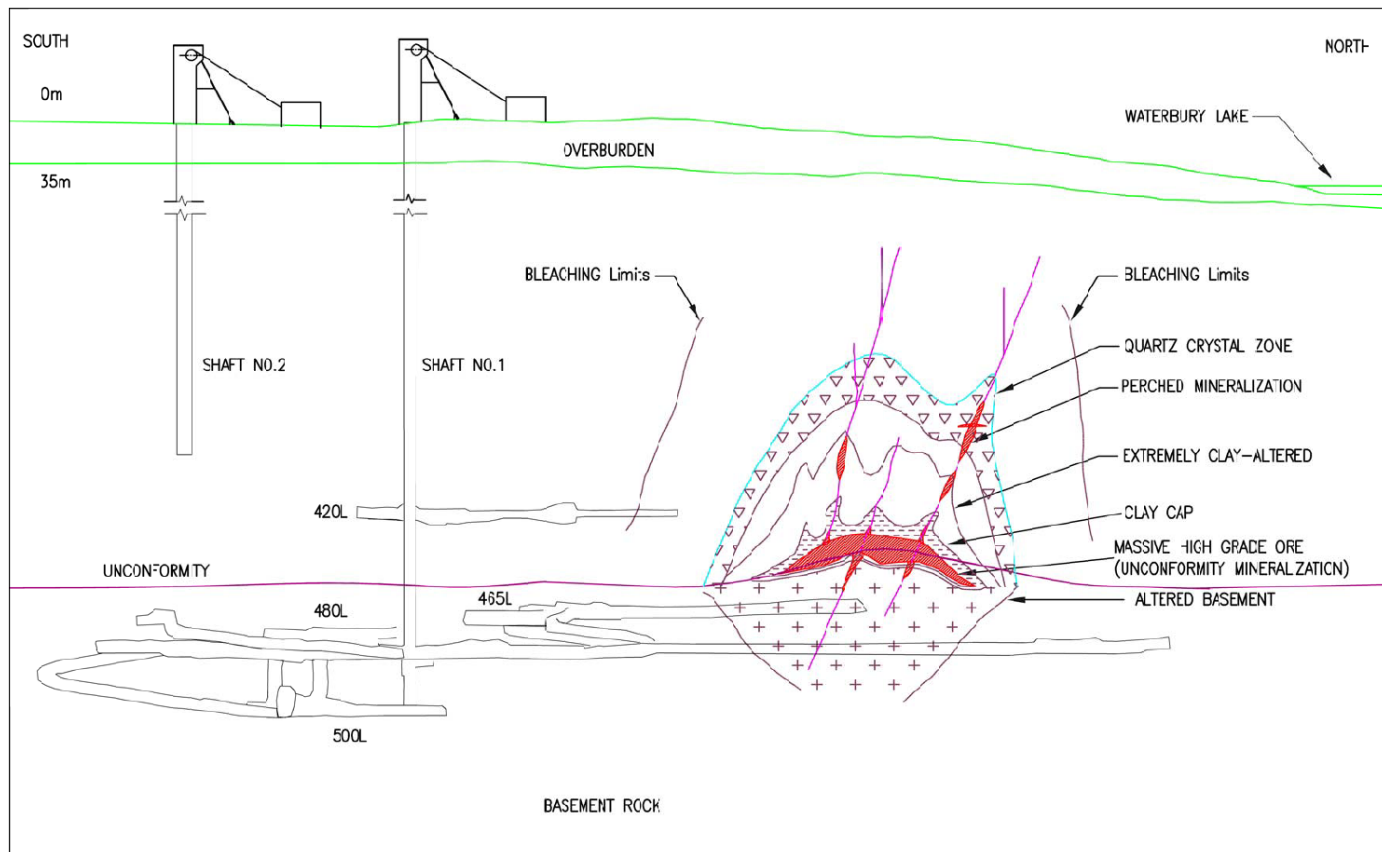 SOUTH
NORTH
0m
WATERBURY LAKE
OVERBURDEN
35m
BLEACHING Limits
BLEACHING Limits
QUARTZ CRYSTAL ZONE
SHAFT NO.2
SHAFT NO.1
PERCHED MINERALIZATION
EXTREMELY CLAY-ALTERED
420L
CLAY CAP
MASSIVE HIGH GRADE ORE
(UNCONFORMITY MINERALZATION)
UNCONFORMITY
480L
465L
ALTERED BASEMENT
500L
BASEMENT ROCK